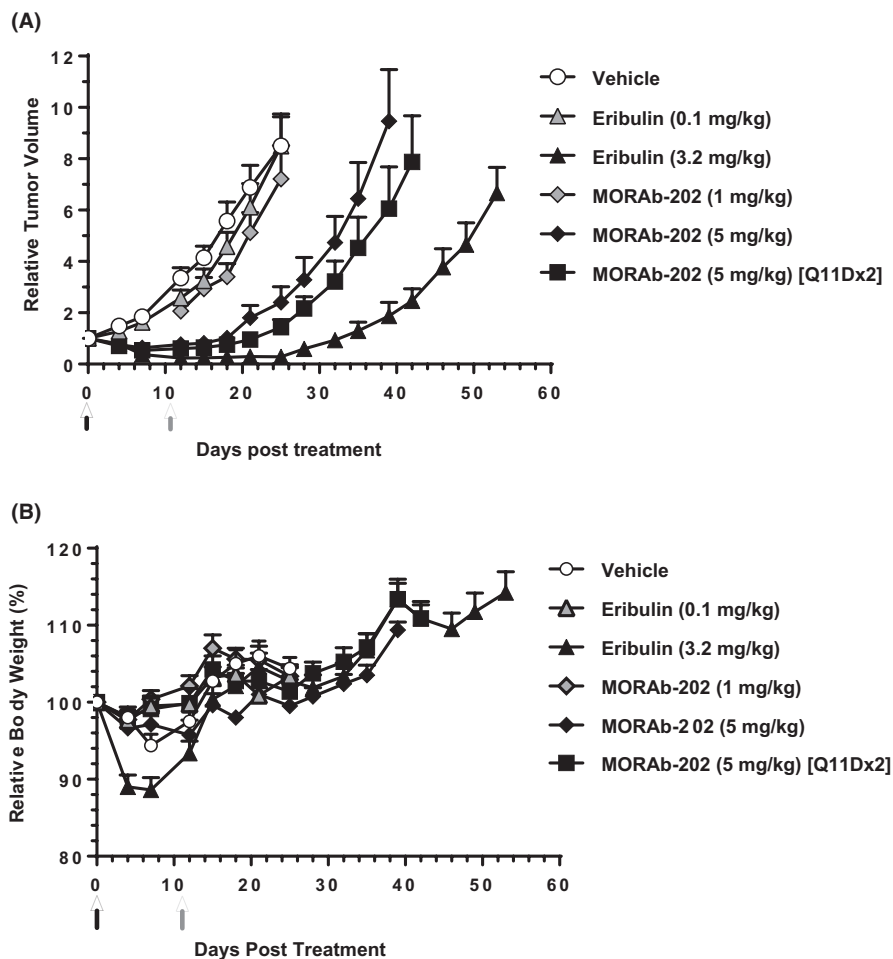 (A)
12
10
8
6
4
2
0
Relative Tumor Volume
0 10 20 30 40 50 60
Days post treatment
Vehicle
Eribulin (0.1 mg/kg)
Eribulin (3.2 mg/kg)
MORAb-202 (1 mg/kg)
MORAb-202 (5 mg/kg)
MORAb-202 (5 mg/kg) [Q11Dx2]
(B)
120
110
100
90
80
Relative Body Weight (%)
0 10 20 30 40 50 60
Days Post Treatment
Vehicle
Eribulin (0.1 mg/kg)
Eribulin (3.2 mg/kg)
MORAb-202 (1 mg/kg)
MORAb-202 (5 mg/kg)
MORAb-202 (5 mg/kg) [Q11Dx2]